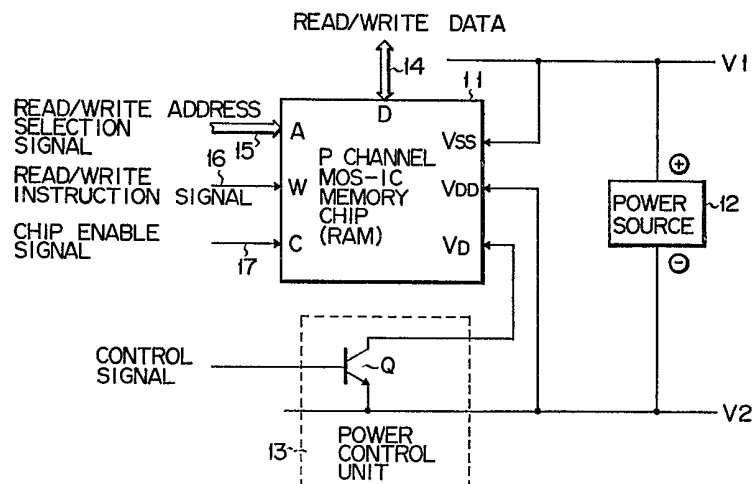 READ/WRITE DATA
14
11
V1
D
READ/WRITE ADDRESS
SELECTION
SIGNAL
15
A
VSS
P CHANNEL
MOS-IC
MEMORY
CHIP
(RAM)
16
READ/WRITE
INSTRUCTION SIGNAL
W
VDD
+
POWER
SOURCE
12
−
CHIP ENABLE
SIGNAL
17
C
VD
CONTROL
SIGNAL
Q
V2
13
POWER
CONTROL
UNIT